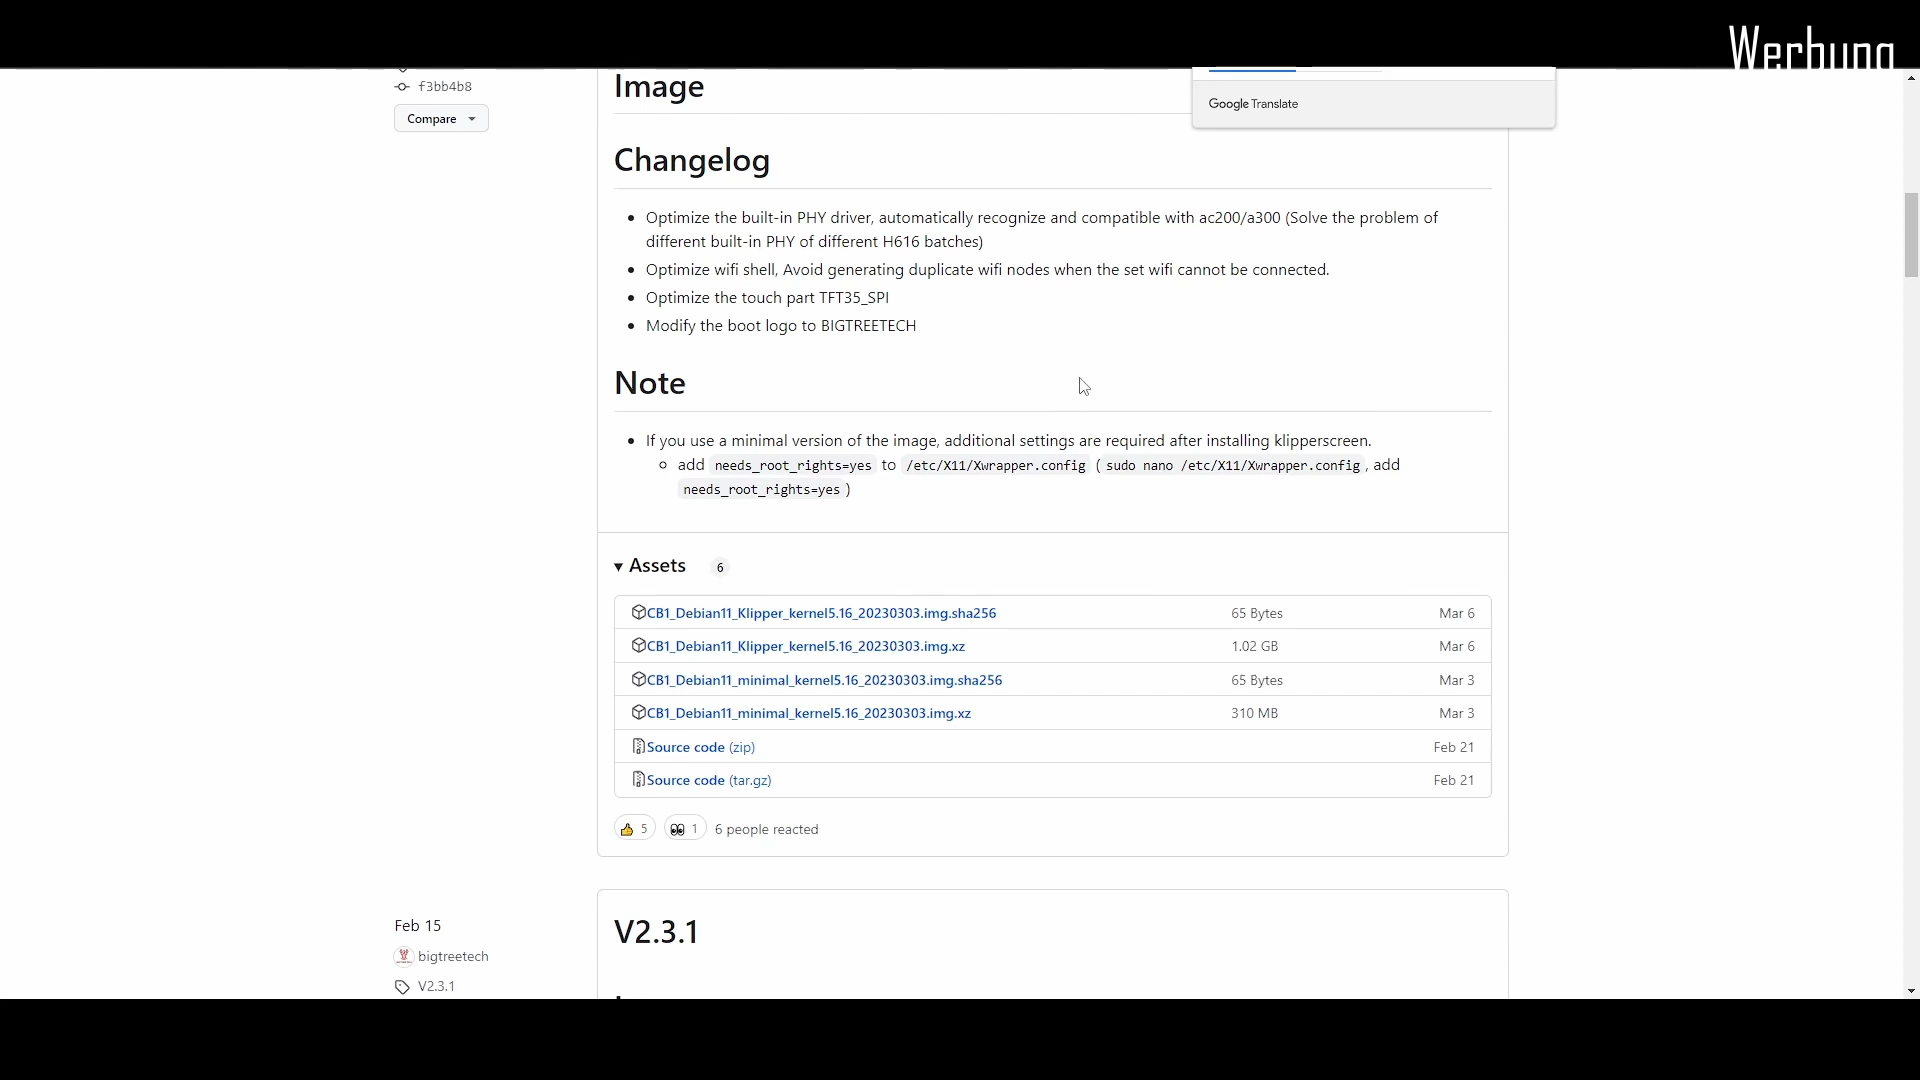 Werbung
f3bb4b8
Compare
Image
Google Translate
Changelog
Optimize the built-in PHY driver, automatically recognize and compatible with ac200/a300 (Solve the problem of
different built-in PHY of different H616 batches)
Optimize wifi shell, Avoid generating duplicate wifi nodes when the set wifi cannot be connected.
Optimize the touch part TFT35_SPI
Modify the boot logo to BIGTREETECH
Note
If you use a minimal version of the image, additional settings are required after installing klipperscreen.
add needs_root_rights=yes to /etc/X11/Xwrapper.config ( sudo nano /etc/X11/Xwrapper.config , add
needs_root_rights=yes )
Assets 6
CB1_Debian11_Klipper_kernel5.16_20230303.img.sha256 65 Bytes Mar 6
CB1_Debian11_Klipper_kernel5.16_20230303.img.xz 1.02 GB Mar 6
CB1_Debian11_minimal_kernel5.16_20230303.img.sha256 65 Bytes Mar 3
CB1_Debian11_minimal_kernel5.16_20230303.img.xz 310 MB Mar 3
Source code (zip) Feb 21
Source code (tar.gz) Feb 21
5 1 6 people reacted
Feb 15
bigtreetech
V2.3.1
V2.3.1